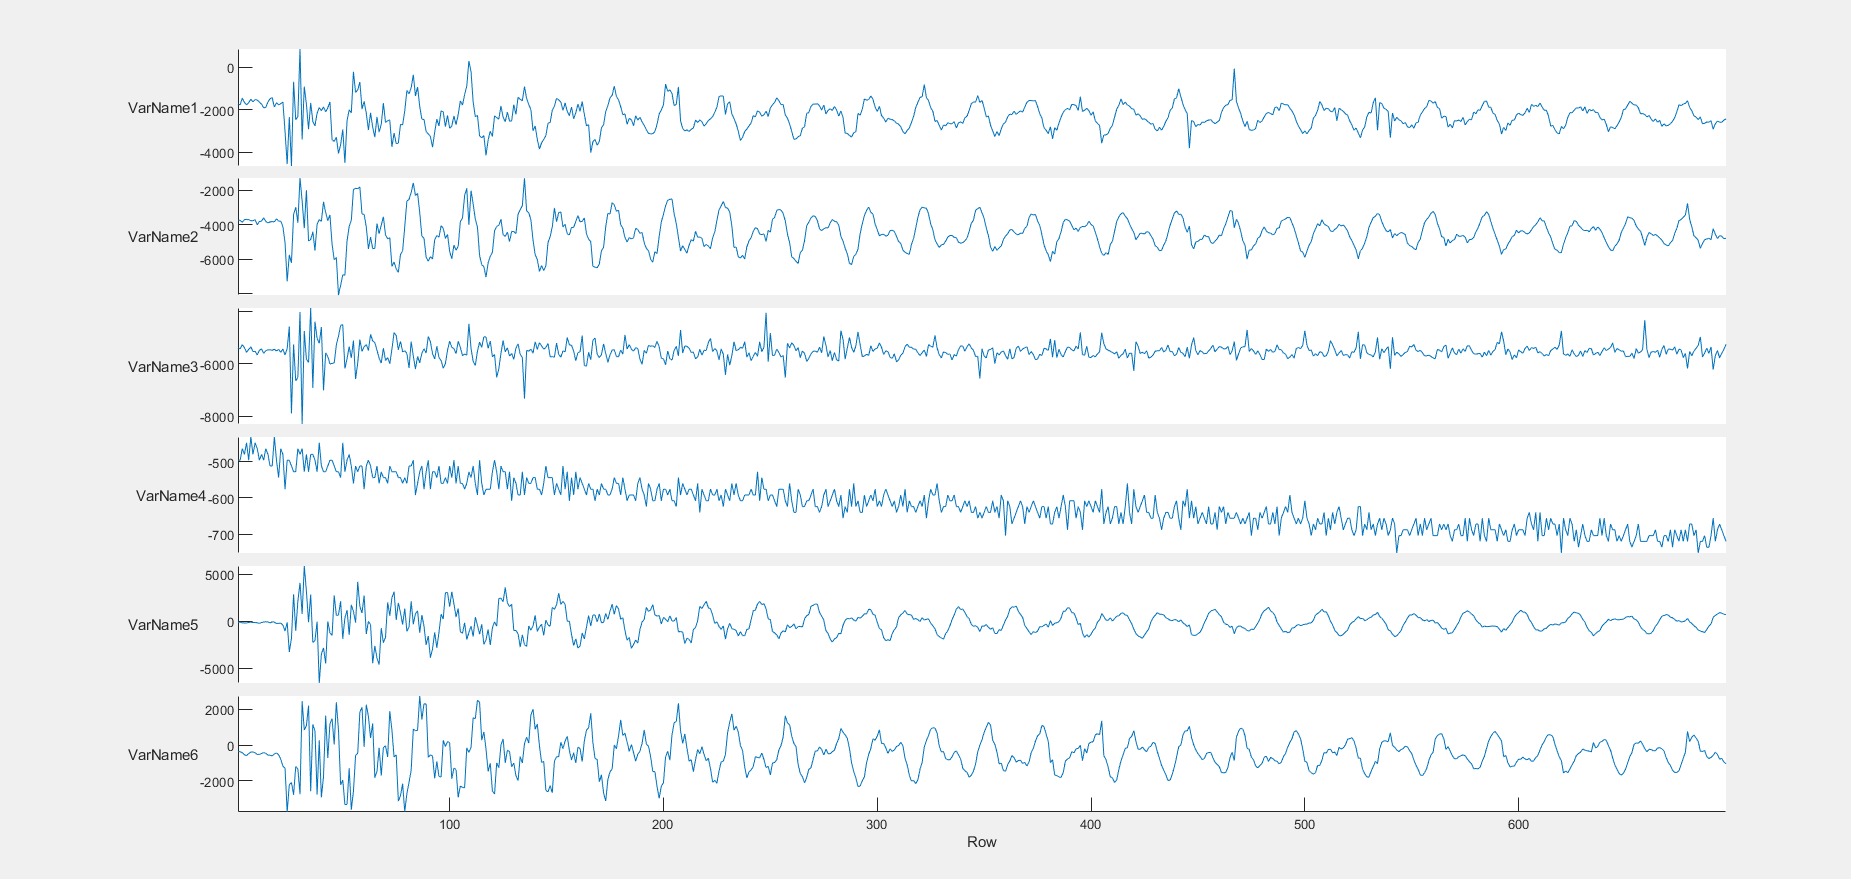 0
VarName1 -2000
-4000
-2000
VarName2 -4000
-6000
VarName3 -6000
-8000
-500
VarName4 -600
-700
5000
VarName5 0
-5000
2000
VarName6 0
-2000
100 200 300 400 500 600
Row